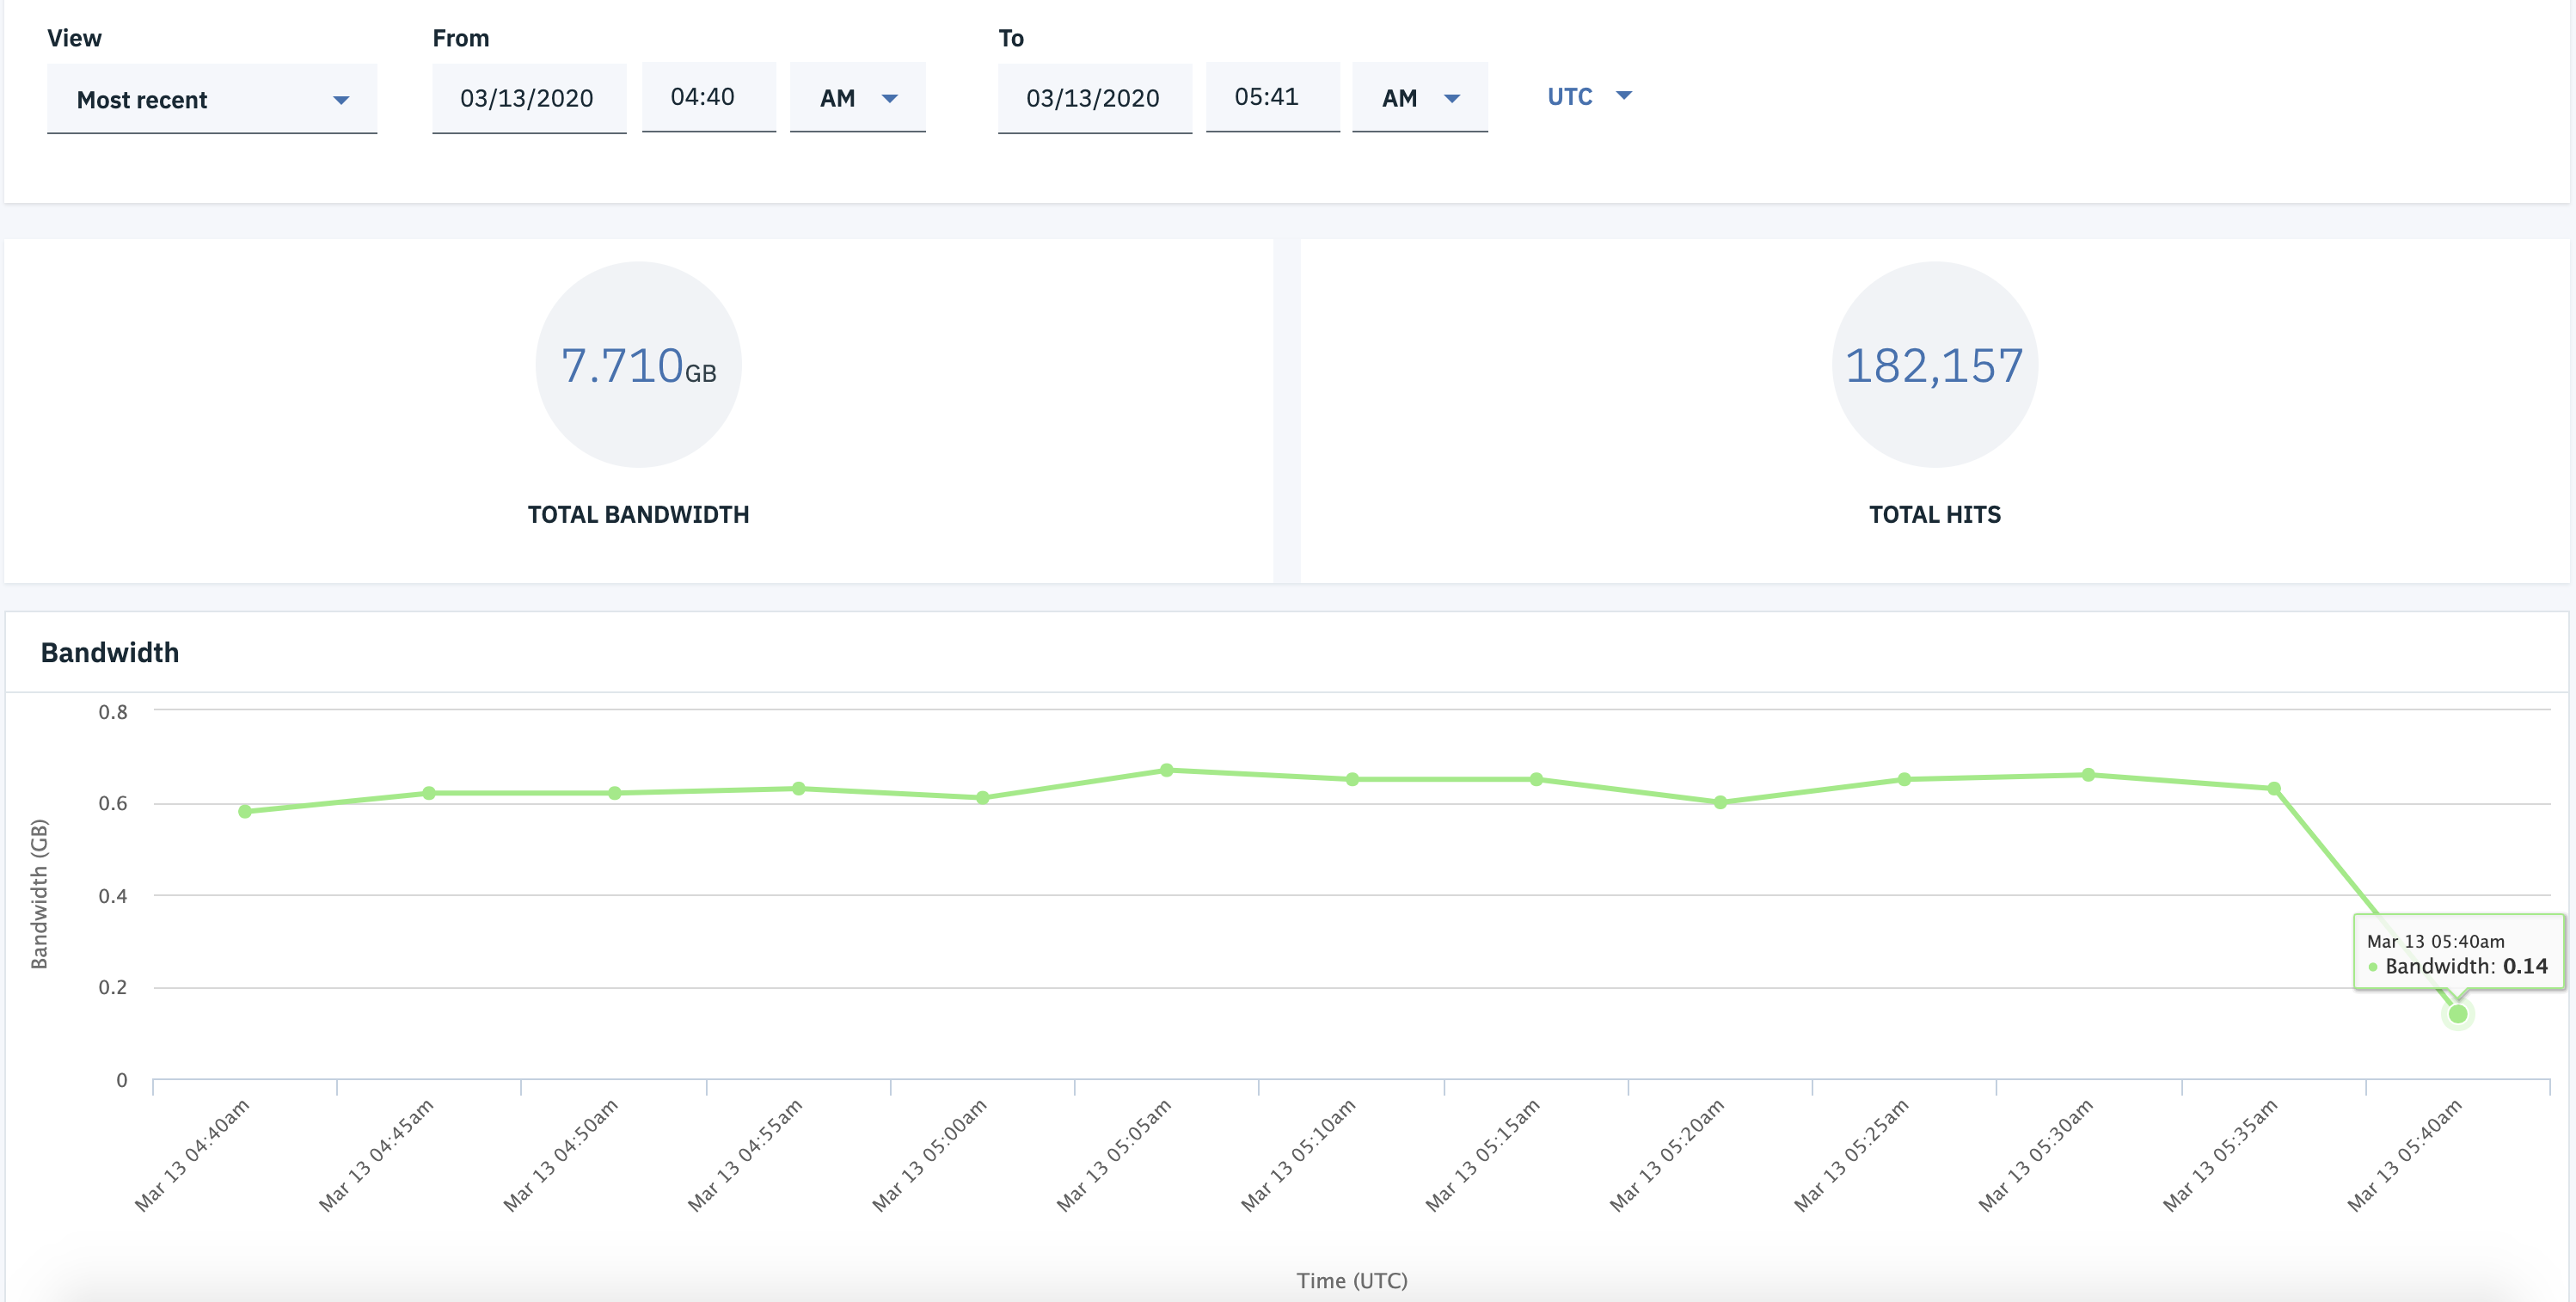 View
From
To
Most recent
03/13/2020
04:40
AM
03/13/2020
05:41
AM
UTC
7.710GB
TOTAL BANDWIDTH
182,157
TOTAL HITS
Bandwidth
Bandwidth (GB)
0.8
0.6
0.4
0.2
0
Mar 13 05:40am
Bandwidth: 0.14
Mar 13 04:40am
Mar 13 04:45am
Mar 13 04:50am
Mar 13 04:55am
Mar 13 05:00am
Mar 13 05:05am
Mar 13 05:10am
Mar 13 05:15am
Mar 13 05:20am
Mar 13 05:25am
Mar 13 05:30am
Mar 13 05:35am
Mar 13 05:40am
Time (UTC)